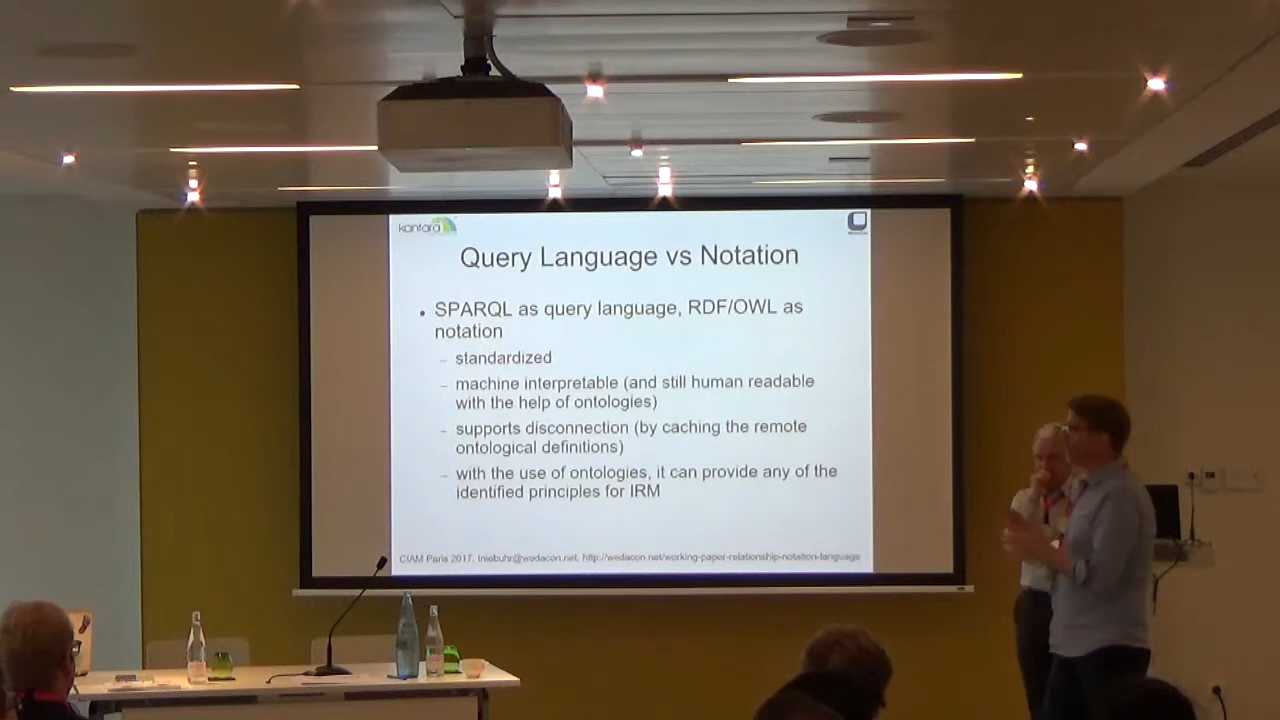 kantara
Query Language vs Notation
• SPARQL as query language, RDF/OWL as
notation
– standardized
– machine interpretable (and still human readable
with the help of ontologies)
– supports disconnection (by caching the remote
ontological definitions)
– with the use of ontologies, it can provide any of the
identified principles for IRM
CIAM Paris 2017, tniebuhr@wedacon.net, http://wedacon.net/working-paper-relationship-notation-language